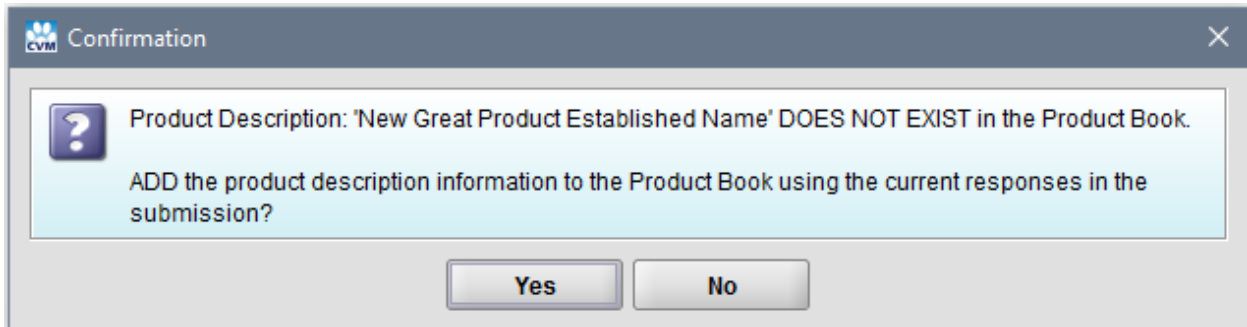 CVM Confirmation
Product Description: 'New Great Product Established Name' DOES NOT EXIST in the Product Book.
ADD the product description information to the Product Book using the current responses in the
submission?
Yes No